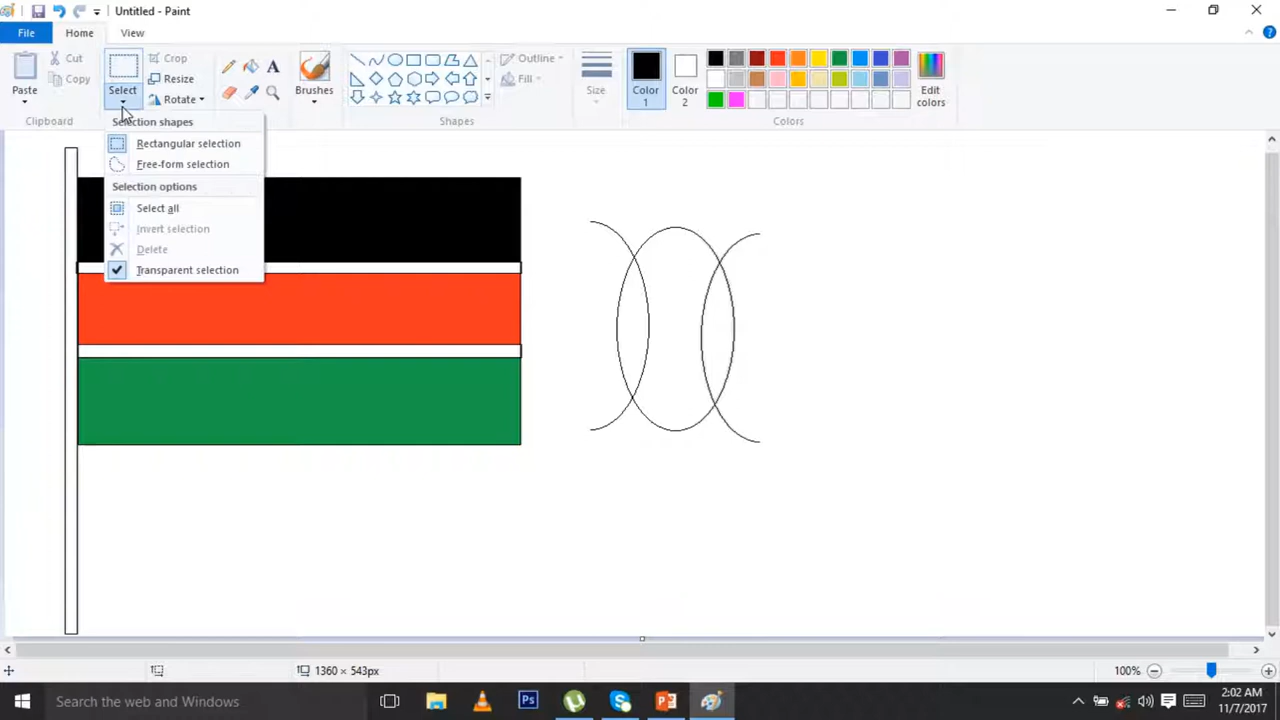 Untitled - Paint
File Home View
Paste
Cut
Copy
Clipboard
Select
Crop
Resize
Rotate
A
Brushes
Outline
Fill
Shapes
Size
Color 1
Color 2
Edit colors
Colors
Selection shapes
Rectangular selection
Free-form selection
Selection options
Select all
Invert selection
Delete
Transparent selection
1360 × 543px
100%
Search the web and Windows
Ps
2:02 AM
11/7/2017